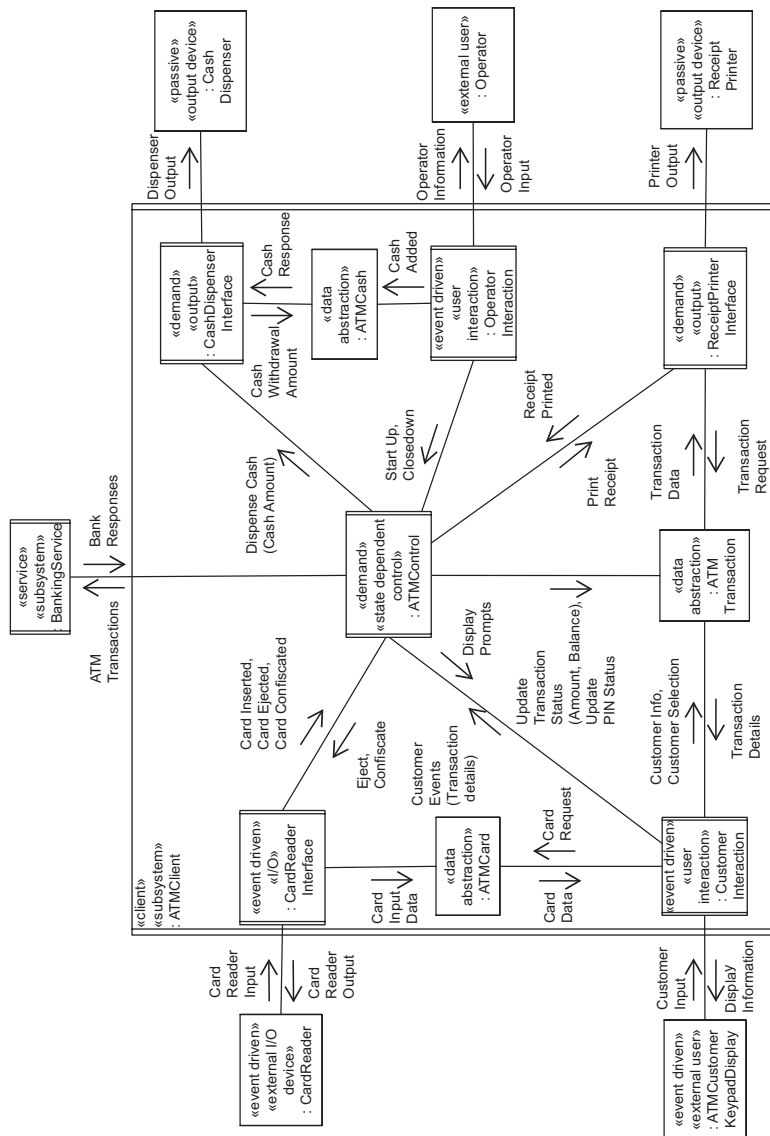 «service»
«subsystem»
: BankingService
ATM
Transactions
Bank
Responses
«client»
«subsystem»
: ATMClient
«event driven»
«external I/O
device»
: CardReader
Card
Reader
Input
Card
Reader
Output
«event driven»
«I/O»
: CardReader
Interface
Card Inserted,
Card Ejected,
Card Confiscated
Eject,
Confiscate
Card
Input
Data
«data
abstraction»
: ATMCard
Card
Request
Card
Data
Customer
Events
(Transaction
details)
Display
Prompts
«demand»
«state dependent
control»
: ATMControl
Dispense Cash
(Cash Amount)
«demand»
«output»
: CashDispenser
Interface
Dispenser
Output
«passive»
«output device»
: Cash
Dispenser
Cash
Withdrawal
Amount
Cash
Response
«data
abstraction»
: ATMCash
Cash
Added
Start Up,
Closedown
«event driven»
«user
interaction»
: Operator
Interaction
Operator
Information
Operator
Input
«external user»
: Operator
Update
Transaction
Status
(Amount, Balance),
Update
PIN Status
Print
Receipt
Receipt
Printed
«event driven»
«external user»
: ATMCustomer
KeypadDisplay
Customer
Input
Display
Information
«event driven»
«user
interaction»
: Customer
Interaction
Customer Info,
Customer Selection
Transaction
Details
«data
abstraction»
: ATM
Transaction
Transaction
Data
Transaction
Request
«demand»
«output»
: ReceiptPrinter
Interface
Printer
Output
«passive»
«output device»
: Receipt
Printer